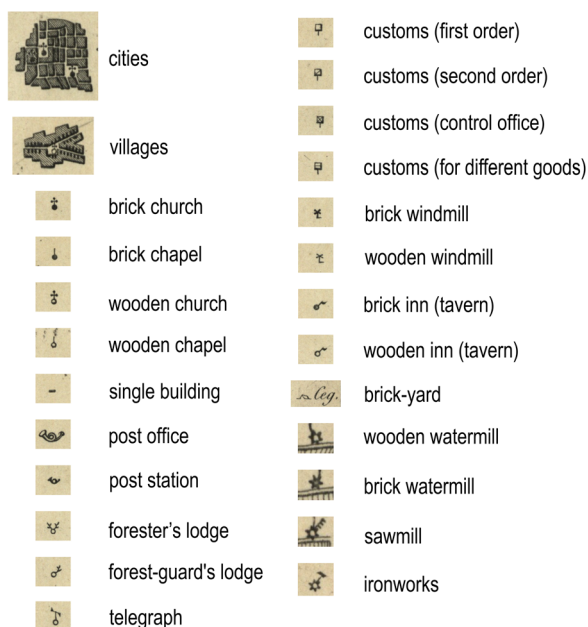 cities
villages
brick church
brick chapel
wooden church
wooden chapel
single building
post office
post station
forester's lodge
forest-guard's lodge
telegraph
customs (first order)
customs (second order)
customs (control office)
customs (for different goods)
brick windmill
wooden windmill
brick inn (tavern)
wooden inn (tavern)
Ceg. brick-yard
wooden watermill
brick watermill
sawmill
ironworks